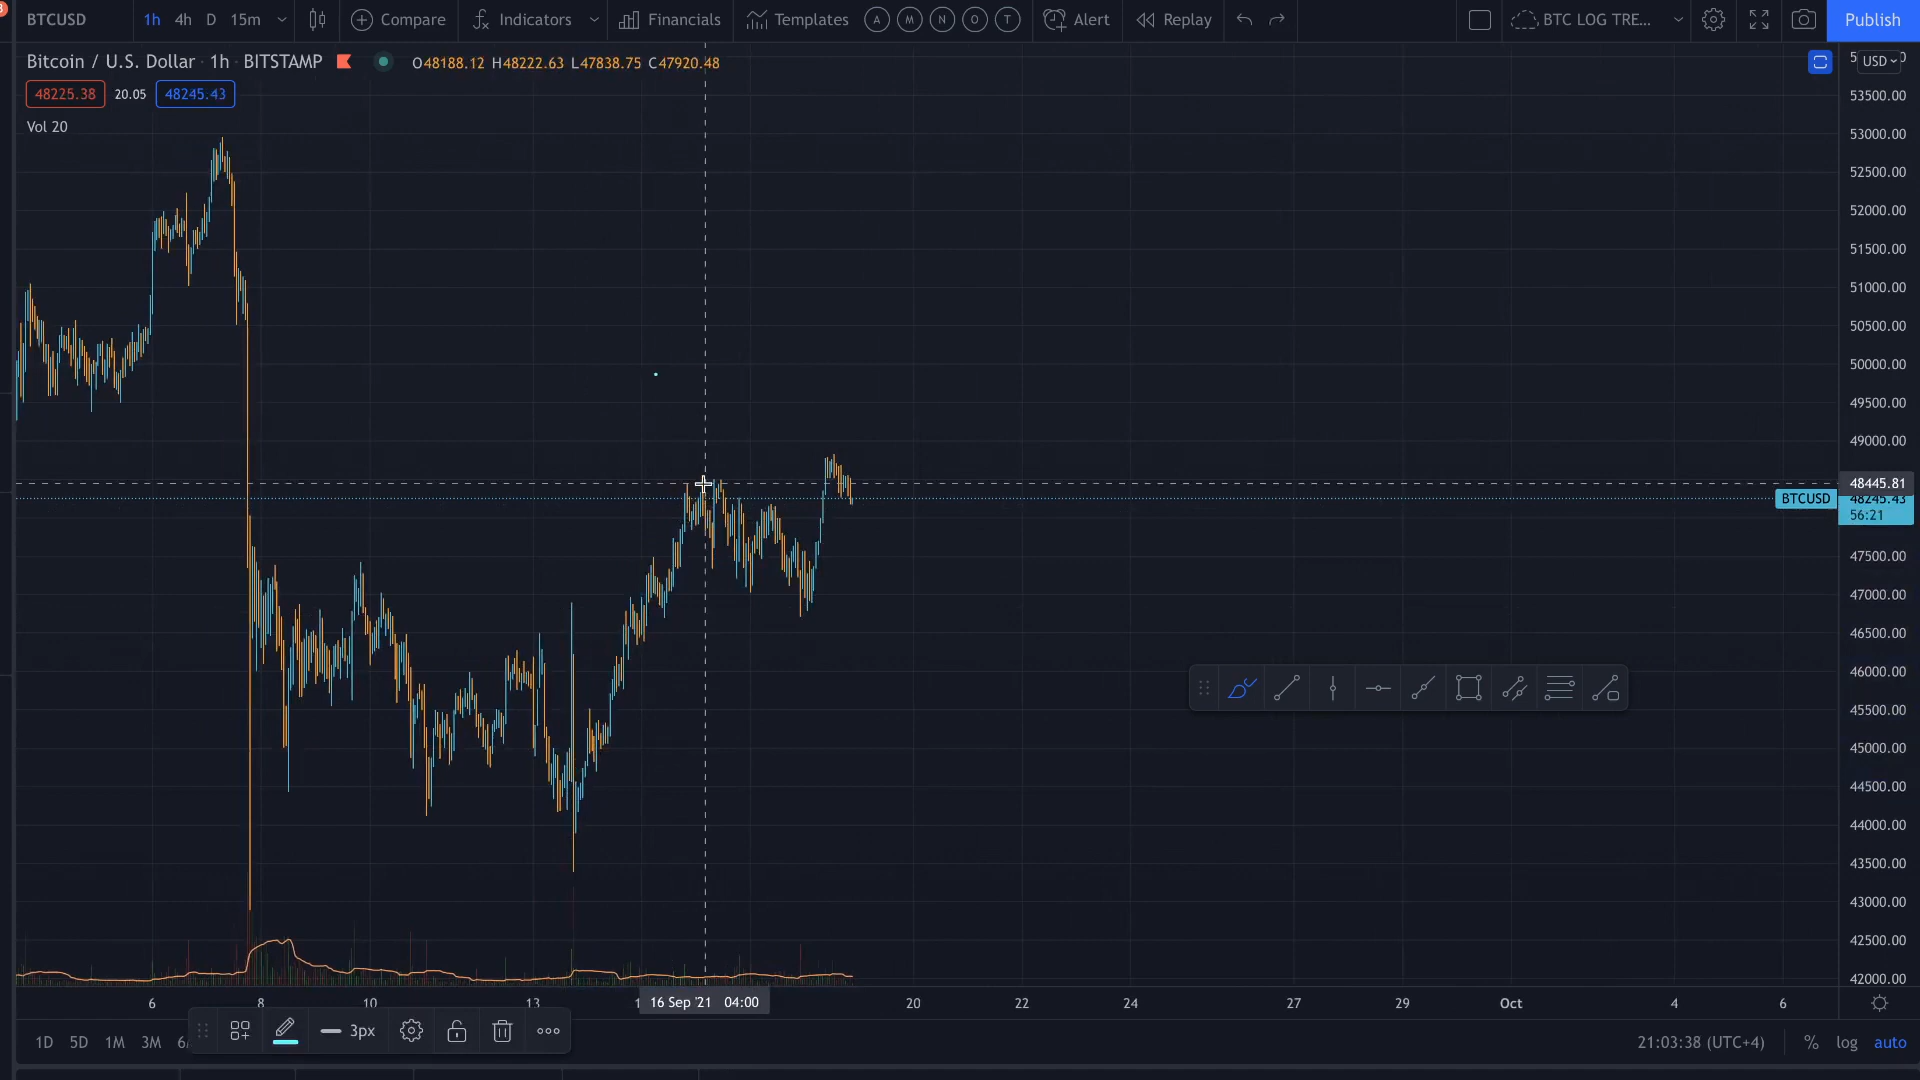 BTCUSD 1h 4h D 15m Compare Indicators Financials Templates A M N O T Alert Replay BTC LOG TRE... Publish
Bitcoin / U.S. Dollar · 1h · BITSTAMP O48188.12 H48222.63 L47838.75 C47920.48
USD
48225.38 20.05 48245.43
Vol 20
53500.00
53000.00
52500.00
52000.00
51500.00
51000.00
50500.00
50000.00
49500.00
49000.00
48445.81
BTCUSD 48245.43
56:21
47500.00
47000.00
46500.00
46000.00
45500.00
45000.00
44500.00
44000.00
43500.00
43000.00
42500.00
42000.00
6 8 10 13 16 Sep '21 04:00 20 22 24 27 29 Oct 4 6
3px
1D 5D 1M 3M 21:03:38 (UTC+4) % log auto